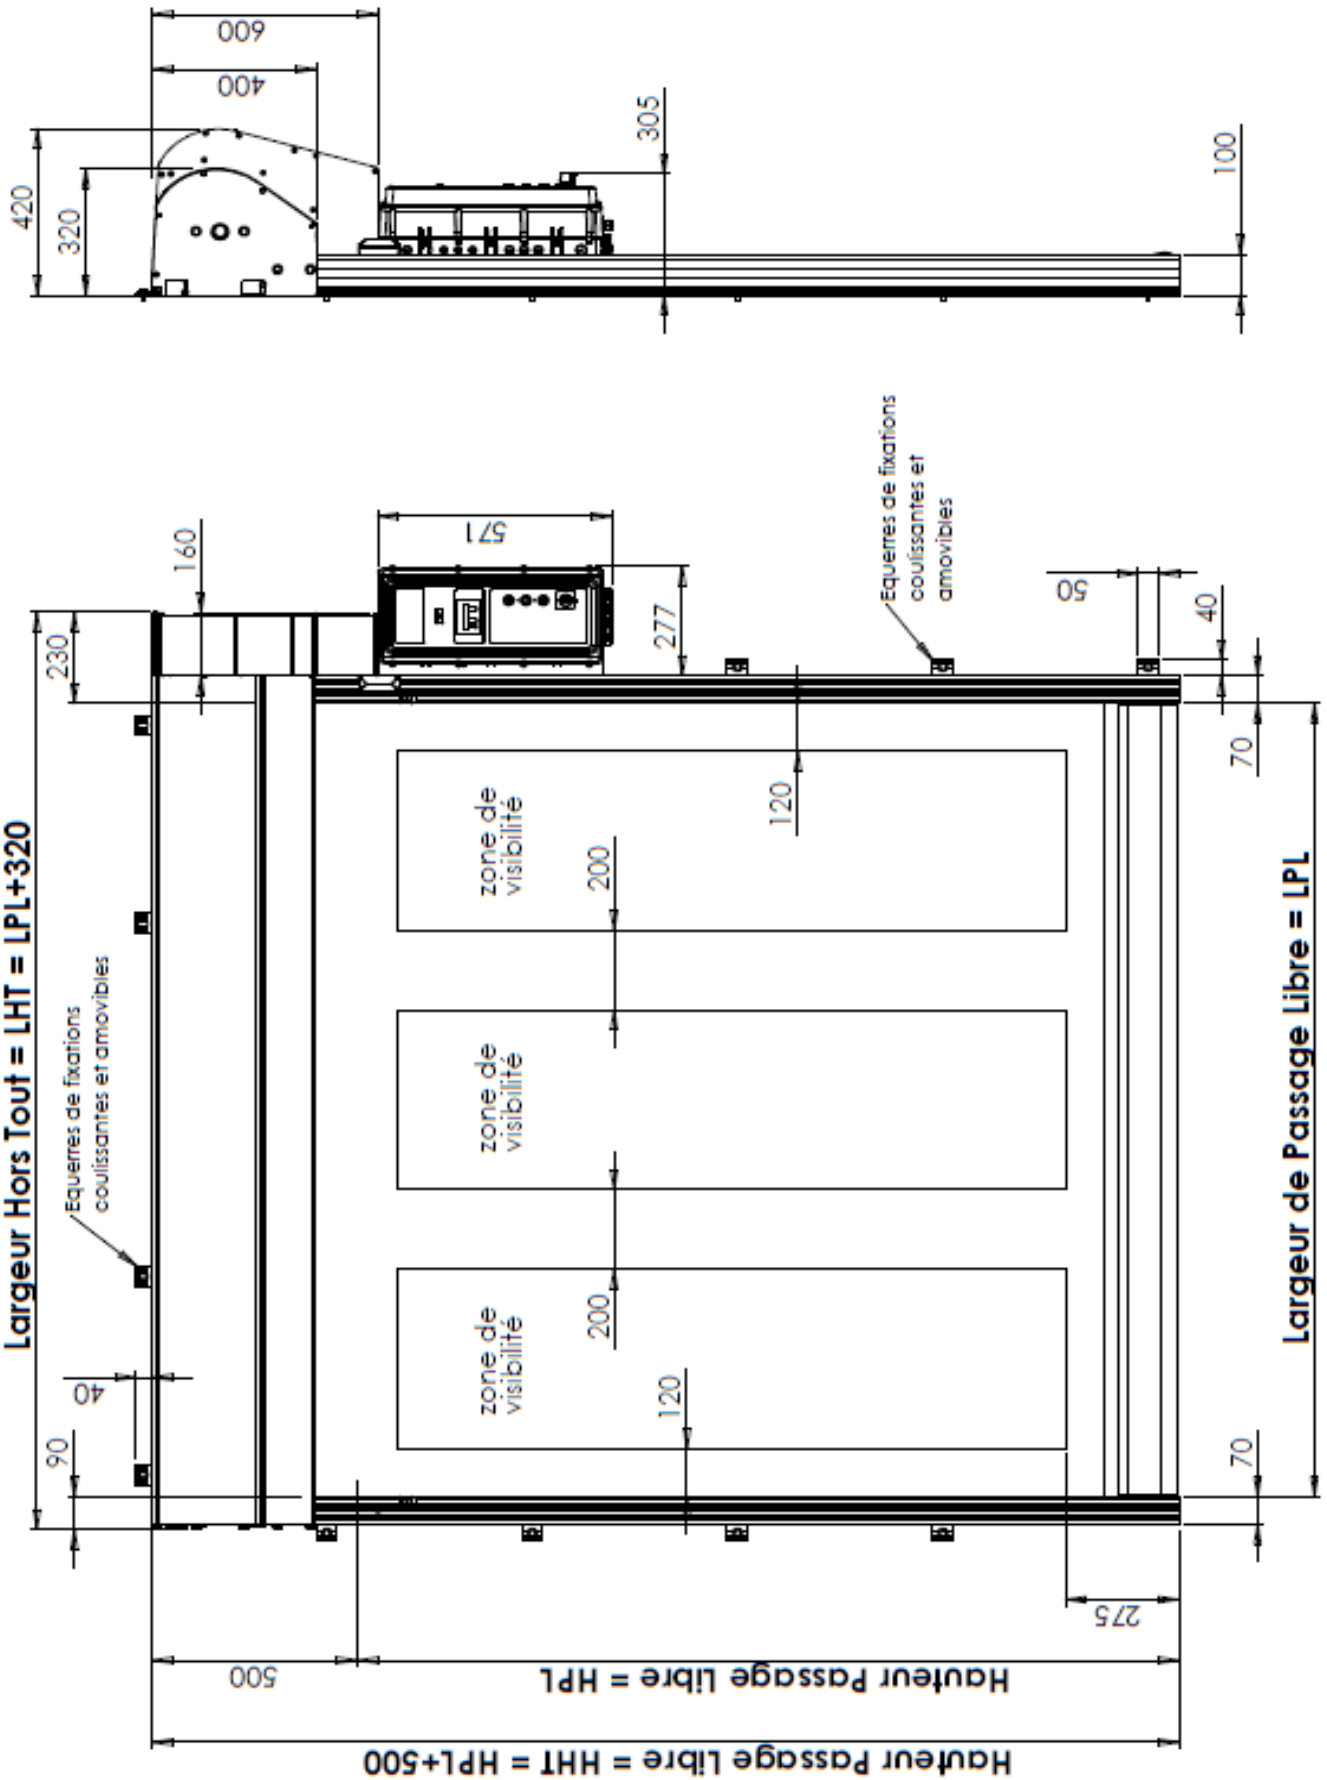 600
400
420
320
305
100
Largeur Hors Tout = LHT = LPL+320
230
160
571
277
Equerres de fixations
coulissantes et
amovibles
50
40
70
Equerres de fixations
coulissantes et amovibles
40
90
zone de
visibilité
200
120
zone de
visibilité
zone de
visibilité
200
120
70
Largeur de Passage Libre = LPL
275
500
Hauteur Passage Libre = HPL
Hauteur Passage Libre = HHT = HPL+500